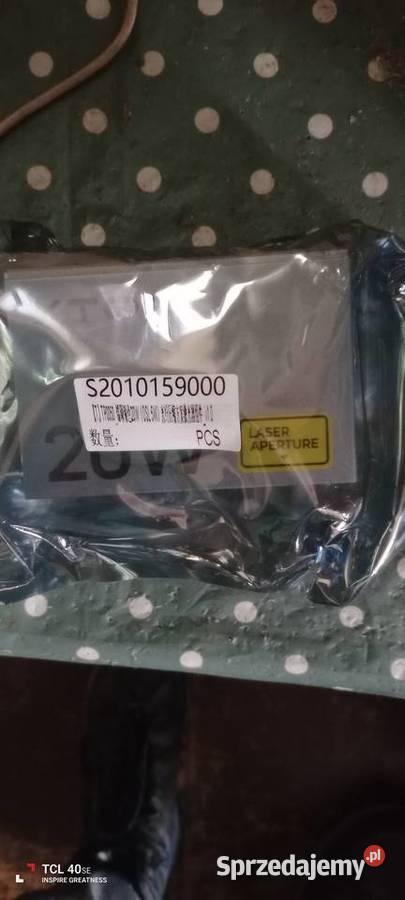 S2010159000
数量:
PCS
20W
LASER
APERTURE
TCL 40SE
INSPIRE GREATNESS
Sprzedajemy.pl